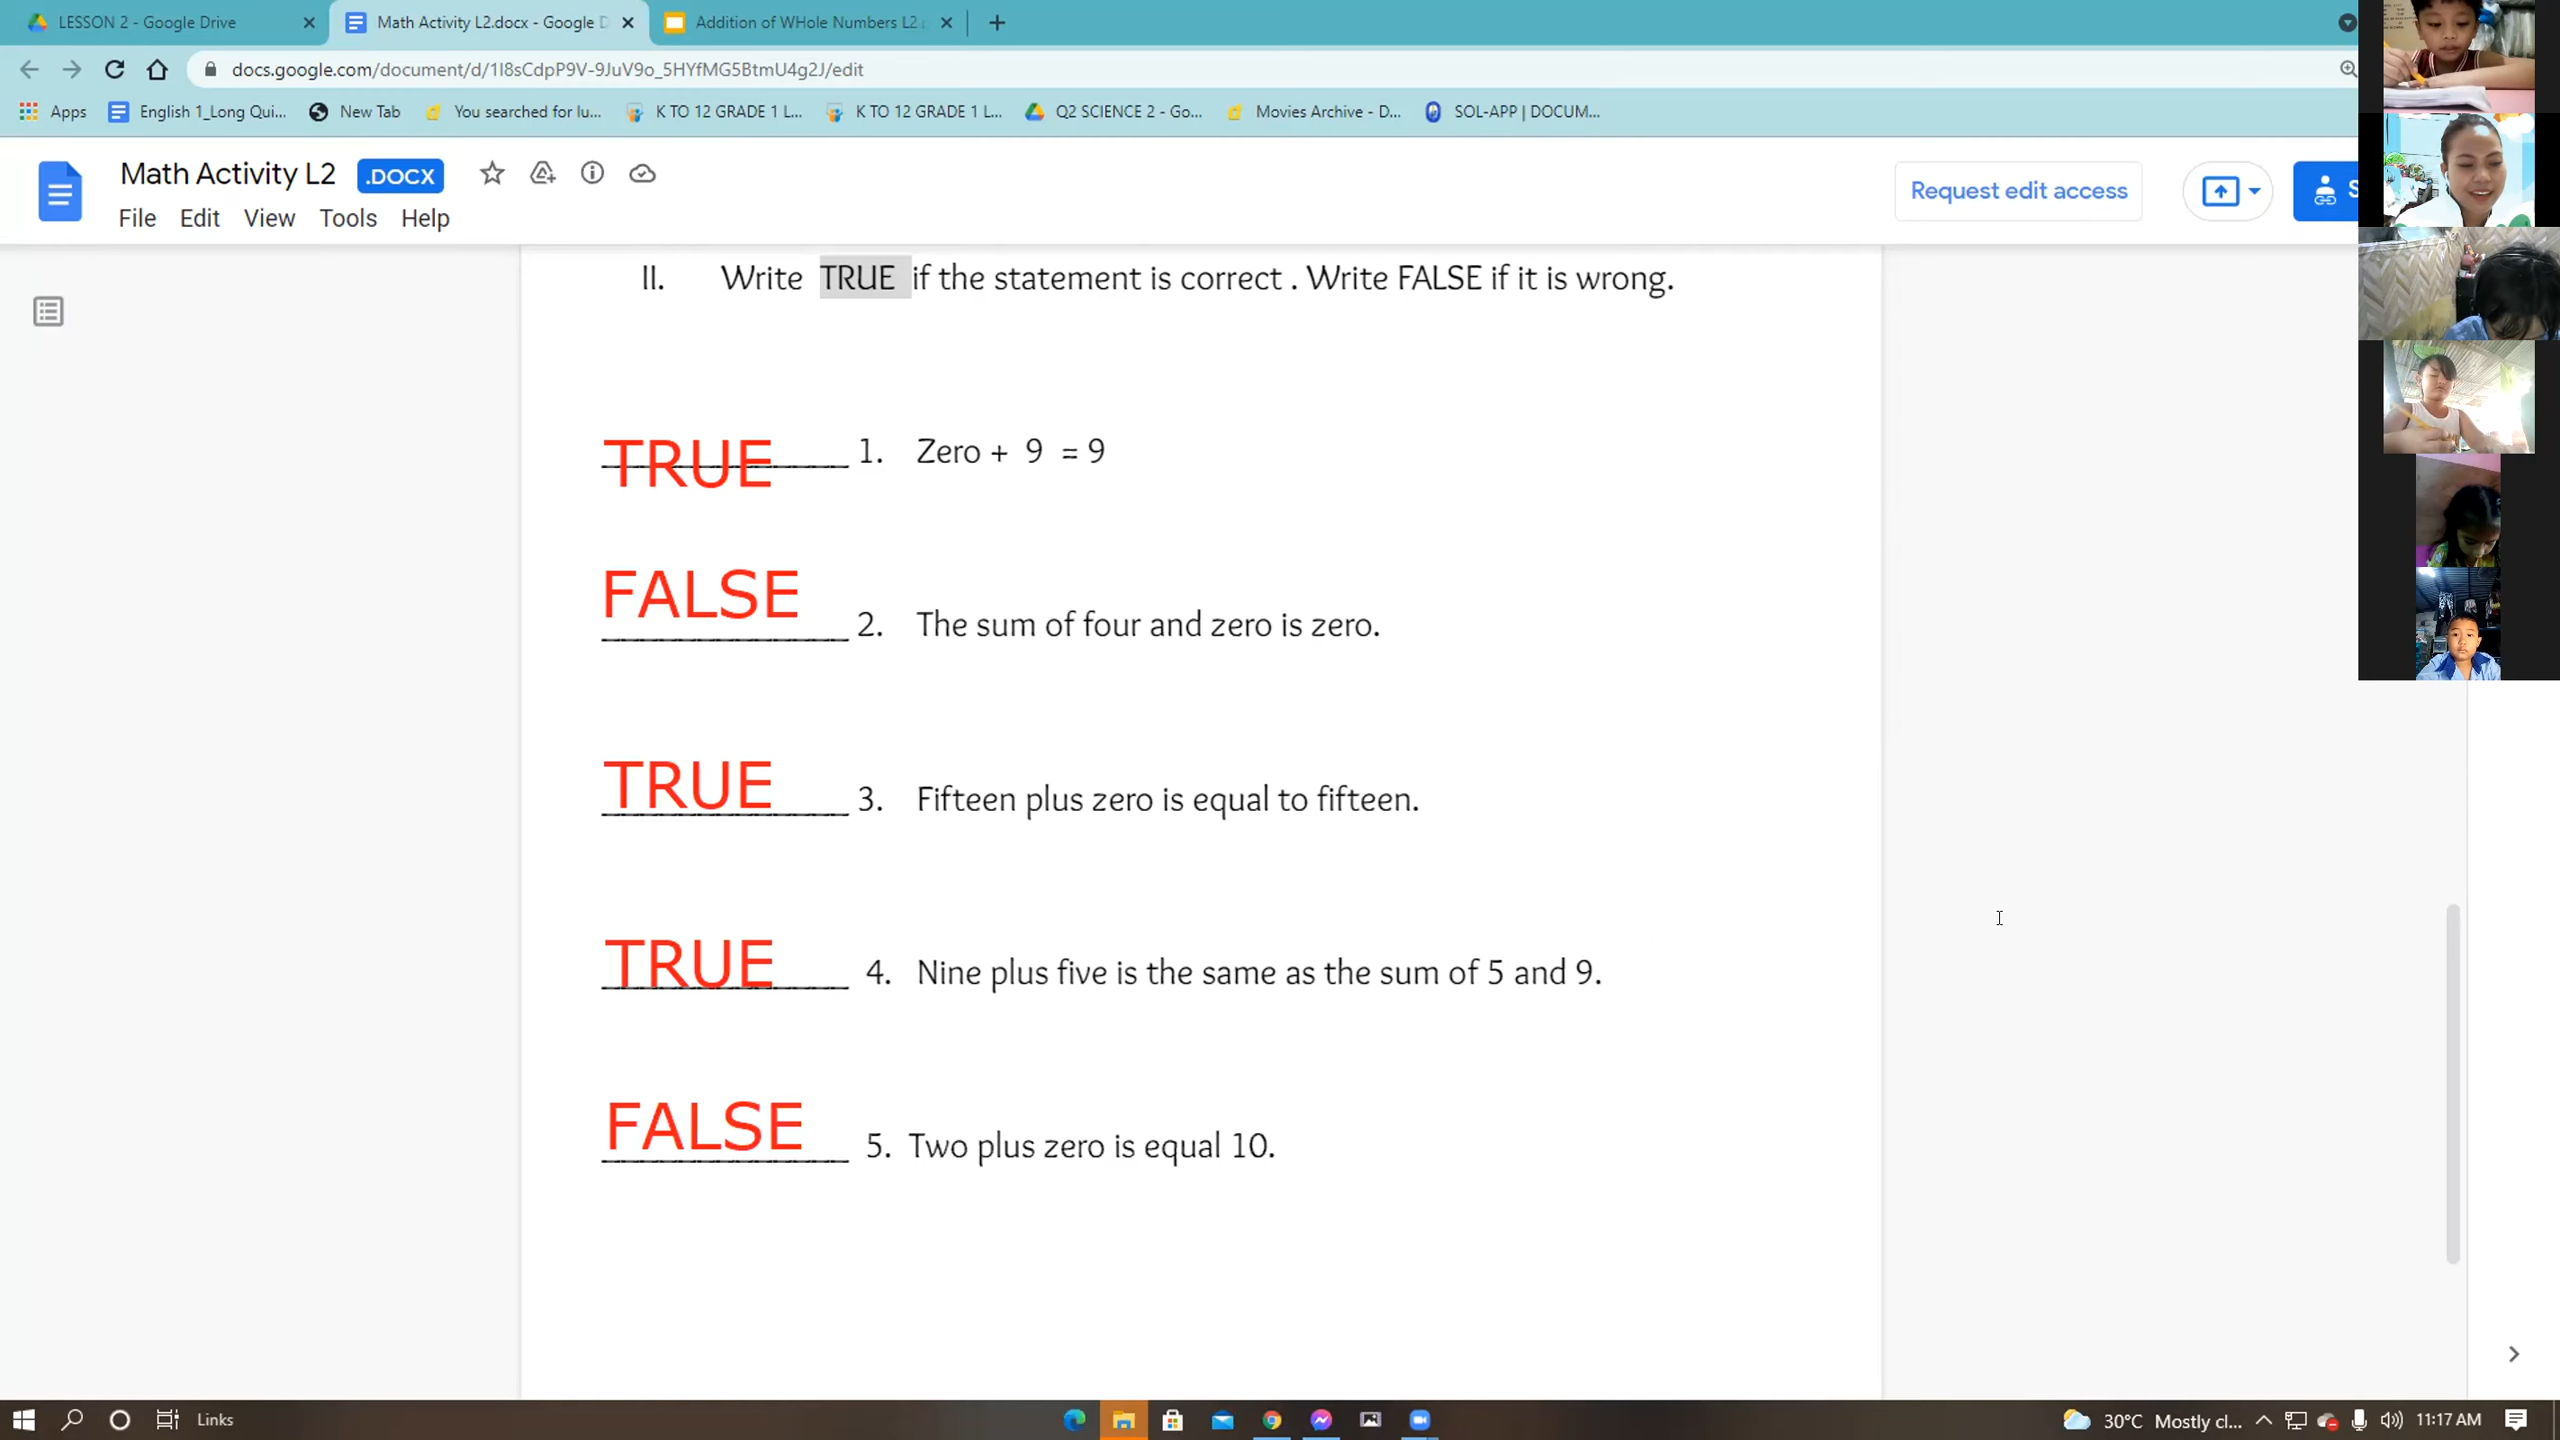 LESSON 2 - Google Drive
Math Activity L2.docx - Google D
Addition of WHole Numbers L2
docs.google.com/document/d/1I8sCdpP9V-9JuV9o_5HYfMG5BtmU4g2J/edit
Apps
English 1_Long Qui...
New Tab
You searched for lu...
K TO 12 GRADE 1 L...
K TO 12 GRADE 1 L...
Q2 SCIENCE 2 - Go...
Movies Archive - D...
SOL-APP | DOCUM...
Math Activity L2 .DOCX
File Edit View Tools Help
Request edit access
S
II. Write TRUE if the statement is correct . Write FALSE if it is wrong.
TRUE 1. Zero + 9 = 9
FALSE 2. The sum of four and zero is zero.
TRUE 3. Fifteen plus zero is equal to fifteen.
TRUE 4. Nine plus five is the same as the sum of 5 and 9.
FALSE 5. Two plus zero is equal 10.
Links
30°C Mostly cl...
11:17 AM